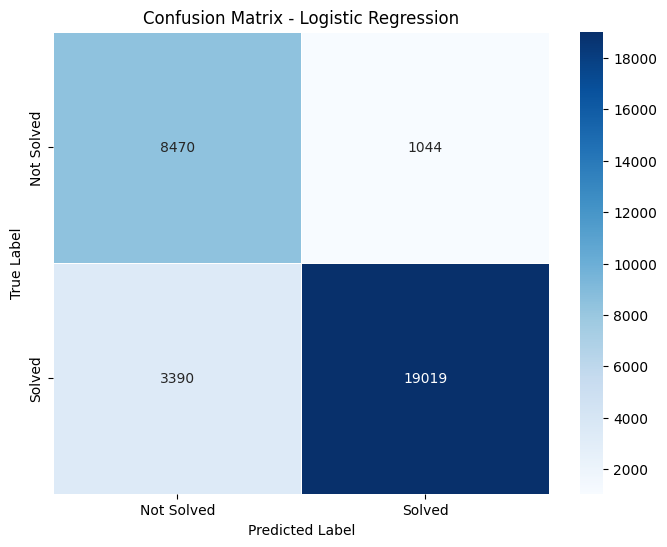 Confusion Matrix - Logistic Regression
True Label
Not Solved
8470
1044
Solved
3390
19019
Not Solved
Solved
Predicted Label
18000
16000
14000
12000
10000
8000
6000
4000
2000